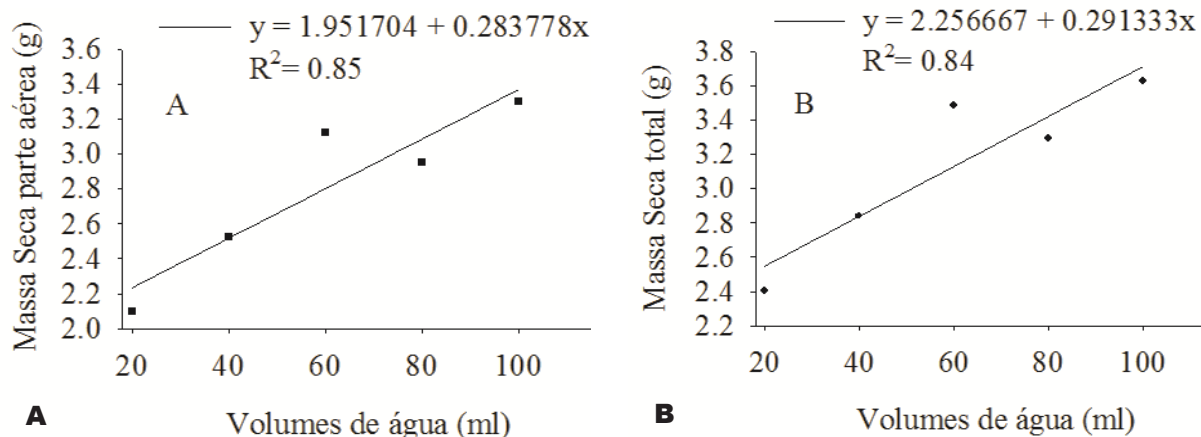 y = 1.951704 + 0.283778x
R²= 0.85
A
Massa Seca parte aérea (g)
3.6
3.4
3.2
3.0
2.8
2.6
2.4
2.2
2.0
20 40 60 80 100
Volumes de água (ml)
A
y = 2.256667 + 0.291333x
R²= 0.84
B
Massa Seca total (g)
3.8
3.6
3.4
3.2
3.0
2.8
2.6
2.4
2.2
20 40 60 80 100
Volumes de água (ml)
B